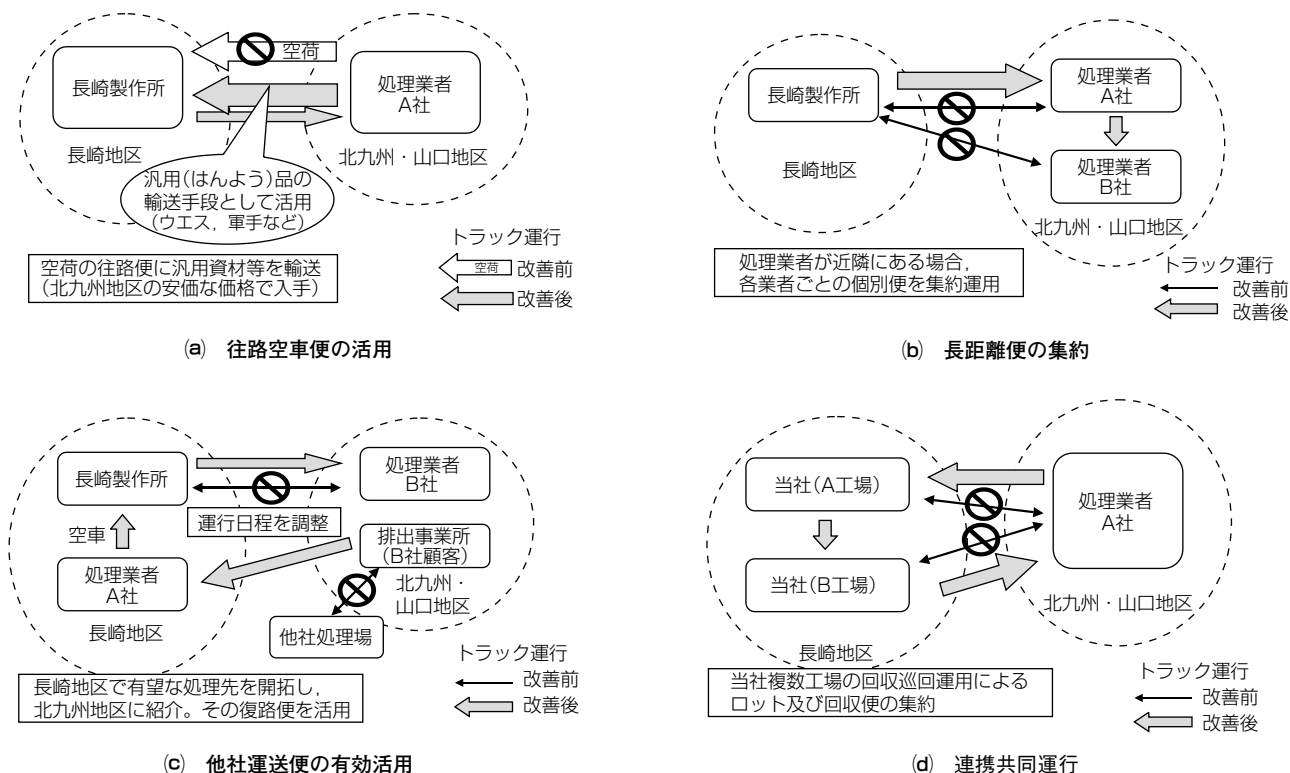 空荷
長崎製作所
処理業者
A社
長崎地区
北九州・山口地区
汎用(はんよう)品の
輸送手段として活用
(ウエス，軍手など)
空荷の往路便に汎用資材等を輸送
(北九州地区の安価な価格で入手)
トラック運行
空荷 改善前
改善後
(a) 往路空車便の活用
長崎製作所
処理業者
A社
処理業者
B社
長崎地区
北九州・山口地区
処理業者が近隣にある場合，
各業者ごとの個別便を集約運用
トラック運行
改善前
改善後
(b) 長距離便の集約
長崎製作所
処理業者
B社
運行日程を調整
空車
排出事業所
(B社顧客)
処理業者
A社
北九州・
山口地区
長崎地区
他社処理場
長崎地区で有望な処理先を開拓し，
北九州地区に紹介。その復路便を活用
トラック運行
改善前
改善後
(c) 他社運送便の有効活用
当社(A工場)
処理業者
A社
当社(B工場)
北九州・山口地区
長崎地区
当社複数工場の回収巡回運用による
ロット及び回収便の集約
トラック運行
改善前
改善後
(d) 連携共同運行